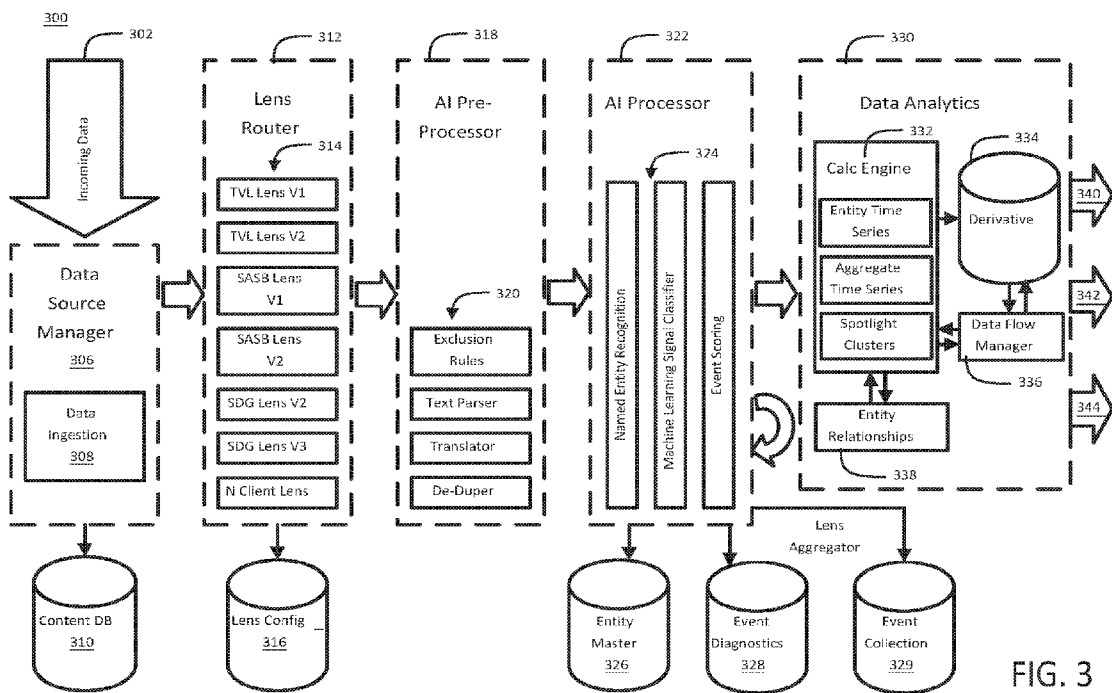 300
302
Incoming Data
Data
Source
Manager
306
Data
Ingestion
308
Content DB
310
312
Lens
Router
314
TVL Lens V1
TVL Lens V2
SASB Lens
V1
SASB Lens
V2
SDG Lens V2
SDG Lens V3
N Client Lens
Lens Config
316
318
AI Pre-
Processor
320
Exclusion
Rules
Text Parser
Translator
De-Duper
322
AI Processor
324
Named Entity Recognition
Machine Learning Signal Classifier
Event Scoring
Lens
Aggregator
Entity
Master
326
Event
Diagnostics
328
Event
Collection
329
330
Data Analytics
332
Calc Engine
Entity Time
Series
Aggregate
Time Series
Spotlight
Clusters
334
Derivative
Data Flow
Manager
336
Entity
Relationships
338
340
342
344
FIG. 3